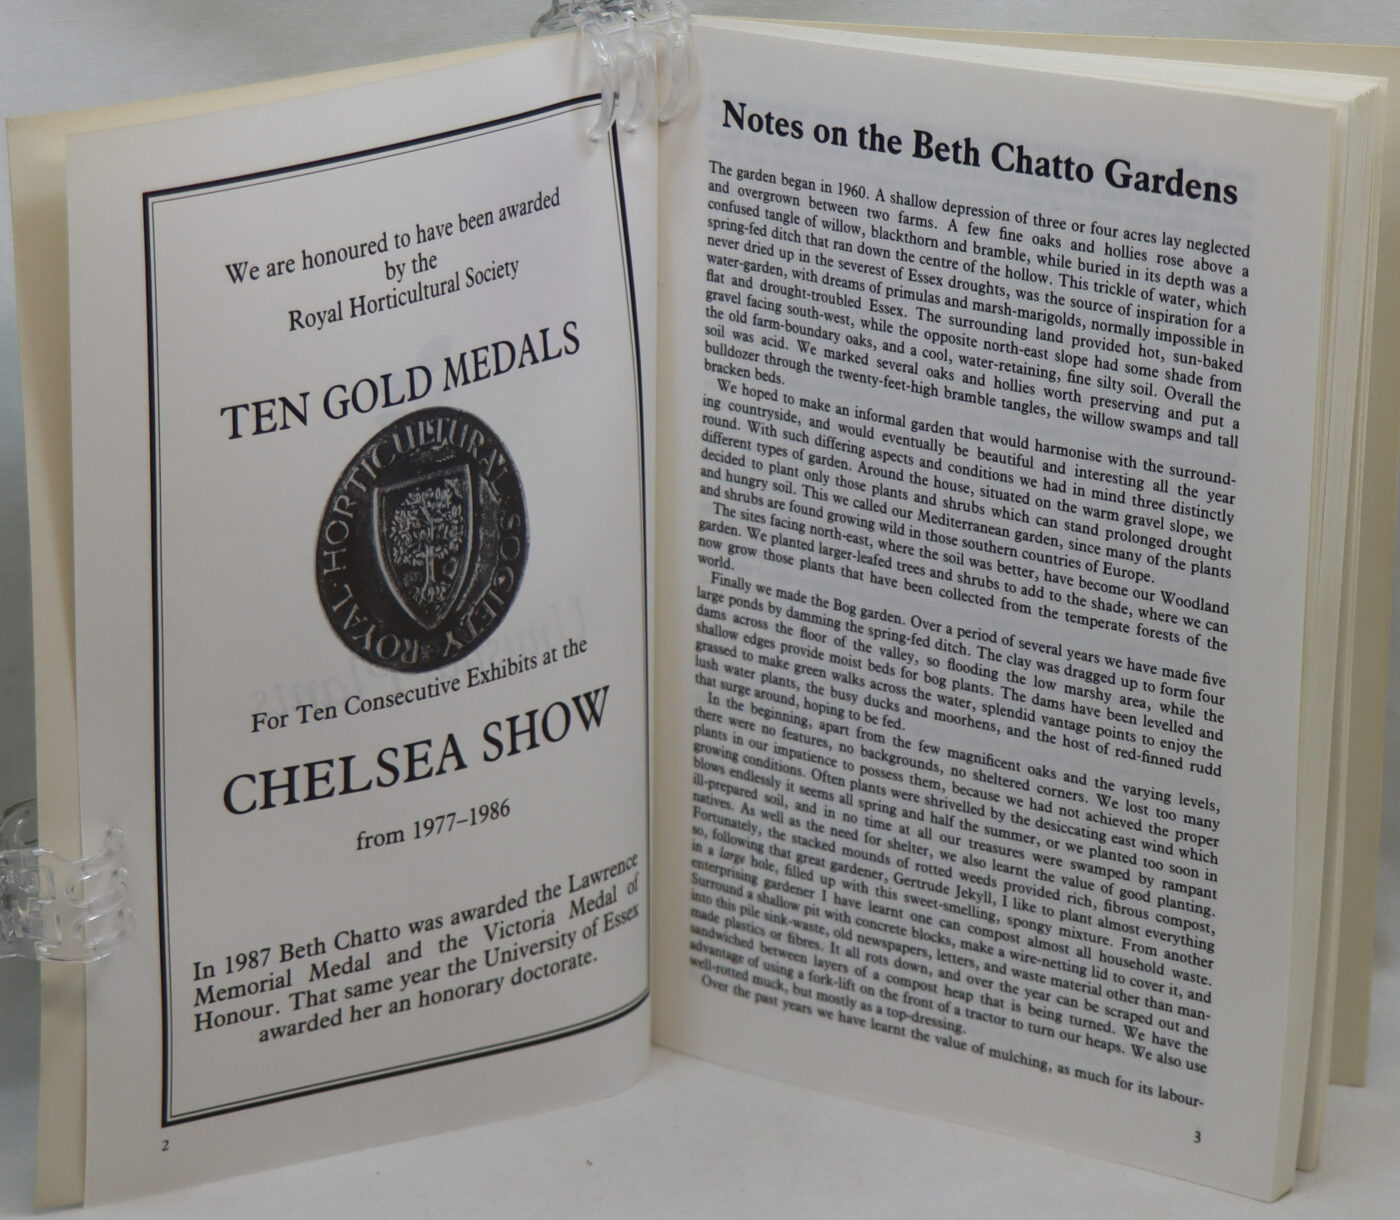 We are honoured to have been awarded
by the
Royal Horticultural Society
TEN GOLD MEDALS
ROYAL HORTICULTURAL SOCIETY
For Ten Consecutive Exhibits at the
CHELSEA SHOW
from 1977–1986
In 1987 Beth Chatto was awarded the Lawrence
Memorial Medal and the Victoria Medal of
Honour. That same year the University of Essex
awarded her an honorary doctorate.
2
Notes on the Beth Chatto Gardens
The garden began in 1960. A shallow depression of three or four acres lay neglected
and overgrown between two farms. A few fine oaks and hollies rose above a
confused tangle of willow, blackthorn and bramble, while buried in its depth was a
spring-fed ditch that ran down the centre of the hollow. This trickle of water, which
never dried up in the severest of Essex droughts, was the source of inspiration for a
water-garden, with dreams of primulas and marsh-marigolds, normally impossible in
flat and drought-troubled Essex. The surrounding land provided hot, sun-baked
gravel facing south-west, while the opposite north-east slope had some shade from
the old farm-boundary oaks, and a cool, water-retaining, fine silty soil. Overall the
soil was acid. We marked several oaks and hollies worth preserving and put a
bulldozer through the twenty-feet-high bramble tangles, the willow swamps and tall
bracken beds.
We hoped to make an informal garden that would harmonise with the surround-
ing countryside, and would eventually be beautiful and interesting all the year
round. With such differing aspects and conditions we had in mind three distinctly
different types of garden. Around the house, situated on the warm gravel slope, we
decided to plant only those plants and shrubs which can stand prolonged drought
and hungry soil. This we called our Mediterranean garden, since many of the plants
and shrubs are found growing wild in those southern countries of Europe.
The sites facing north-east, where the soil was better, have become our Woodland
garden. We planted larger-leafed trees and shrubs to add to the shade, where we can
now grow those plants that have been collected from the temperate forests of the
world.
Finally we made the Bog garden. Over a period of several years we have made five
large ponds by damming the spring-fed ditch. The clay was dragged up to form four
dams across the floor of the valley, so flooding the low marshy area, while the
shallow edges provide moist beds for bog plants. The dams have been levelled and
grassed to make green walks across the water, splendid vantage points to enjoy the
lush water plants, the busy ducks and moorhens, and the host of red-finned rudd
that surge around, hoping to be fed.
In the beginning, apart from the few magnificent oaks and the varying levels,
there were no features, no backgrounds, no sheltered corners. We lost too many
plants in our impatience to possess them, because we had not achieved the proper
growing conditions. Often plants were shrivelled by the desiccating east wind which
blows endlessly it seems all spring and half the summer, or we planted too soon in
ill-prepared soil, and in no time at all our treasures were swamped by rampant
natives. As well as the need for shelter, we also learnt the value of good planting.
Fortunately, the stacked mounds of rotted weeds provided rich, fibrous compost,
so, following that great gardener, Gertrude Jekyll, I like to plant almost everything
in a large hole, filled up with this sweet-smelling, spongy mixture. From another
enterprising gardener I have learnt one can compost almost all household waste.
Surround a shallow pit with concrete blocks, make a wire-netting lid to cover it, and
into this pile sink-waste, old newspapers, letters, and waste material other than man-
made plastics or fibres. It all rots down, and over the year can be scraped out and
sandwiched between layers of a compost heap that is being turned. We have the
advantage of using a fork-lift on the front of a tractor to turn our heaps. We also use
well-rotted muck, but mostly as a top-dressing.
Over the past years we have learnt the value of mulching, as much for its labour-
3